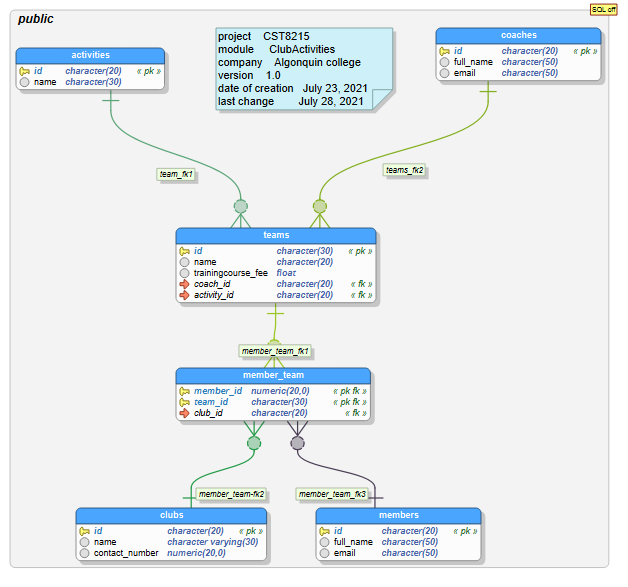 SQL off
public
project CST8215
module ClubActivities
company Algonquin college
version 1.0
date of creation July 23, 2021
last change July 28, 2021
activities
id character(20) « pk »
name character(30)
coaches
id character(20) « pk »
full_name character(50)
email character(50)
team_fk1
teams_fk2
teams
id character(30) « pk »
name character(20)
trainingcourse_fee float
coach_id character(20) « fk »
activity_id character(20) « fk »
member_team_fk1
member_team
member_id numeric(20,0) « pk fk »
team_id character(30) « pk fk »
club_id character(20) « fk »
member_team-fk2
member_team_fk3
clubs
id character(20) « pk »
name character varying(30)
contact_number numeric(20,0)
members
id character(20) « pk »
full_name character(50)
email character(50)